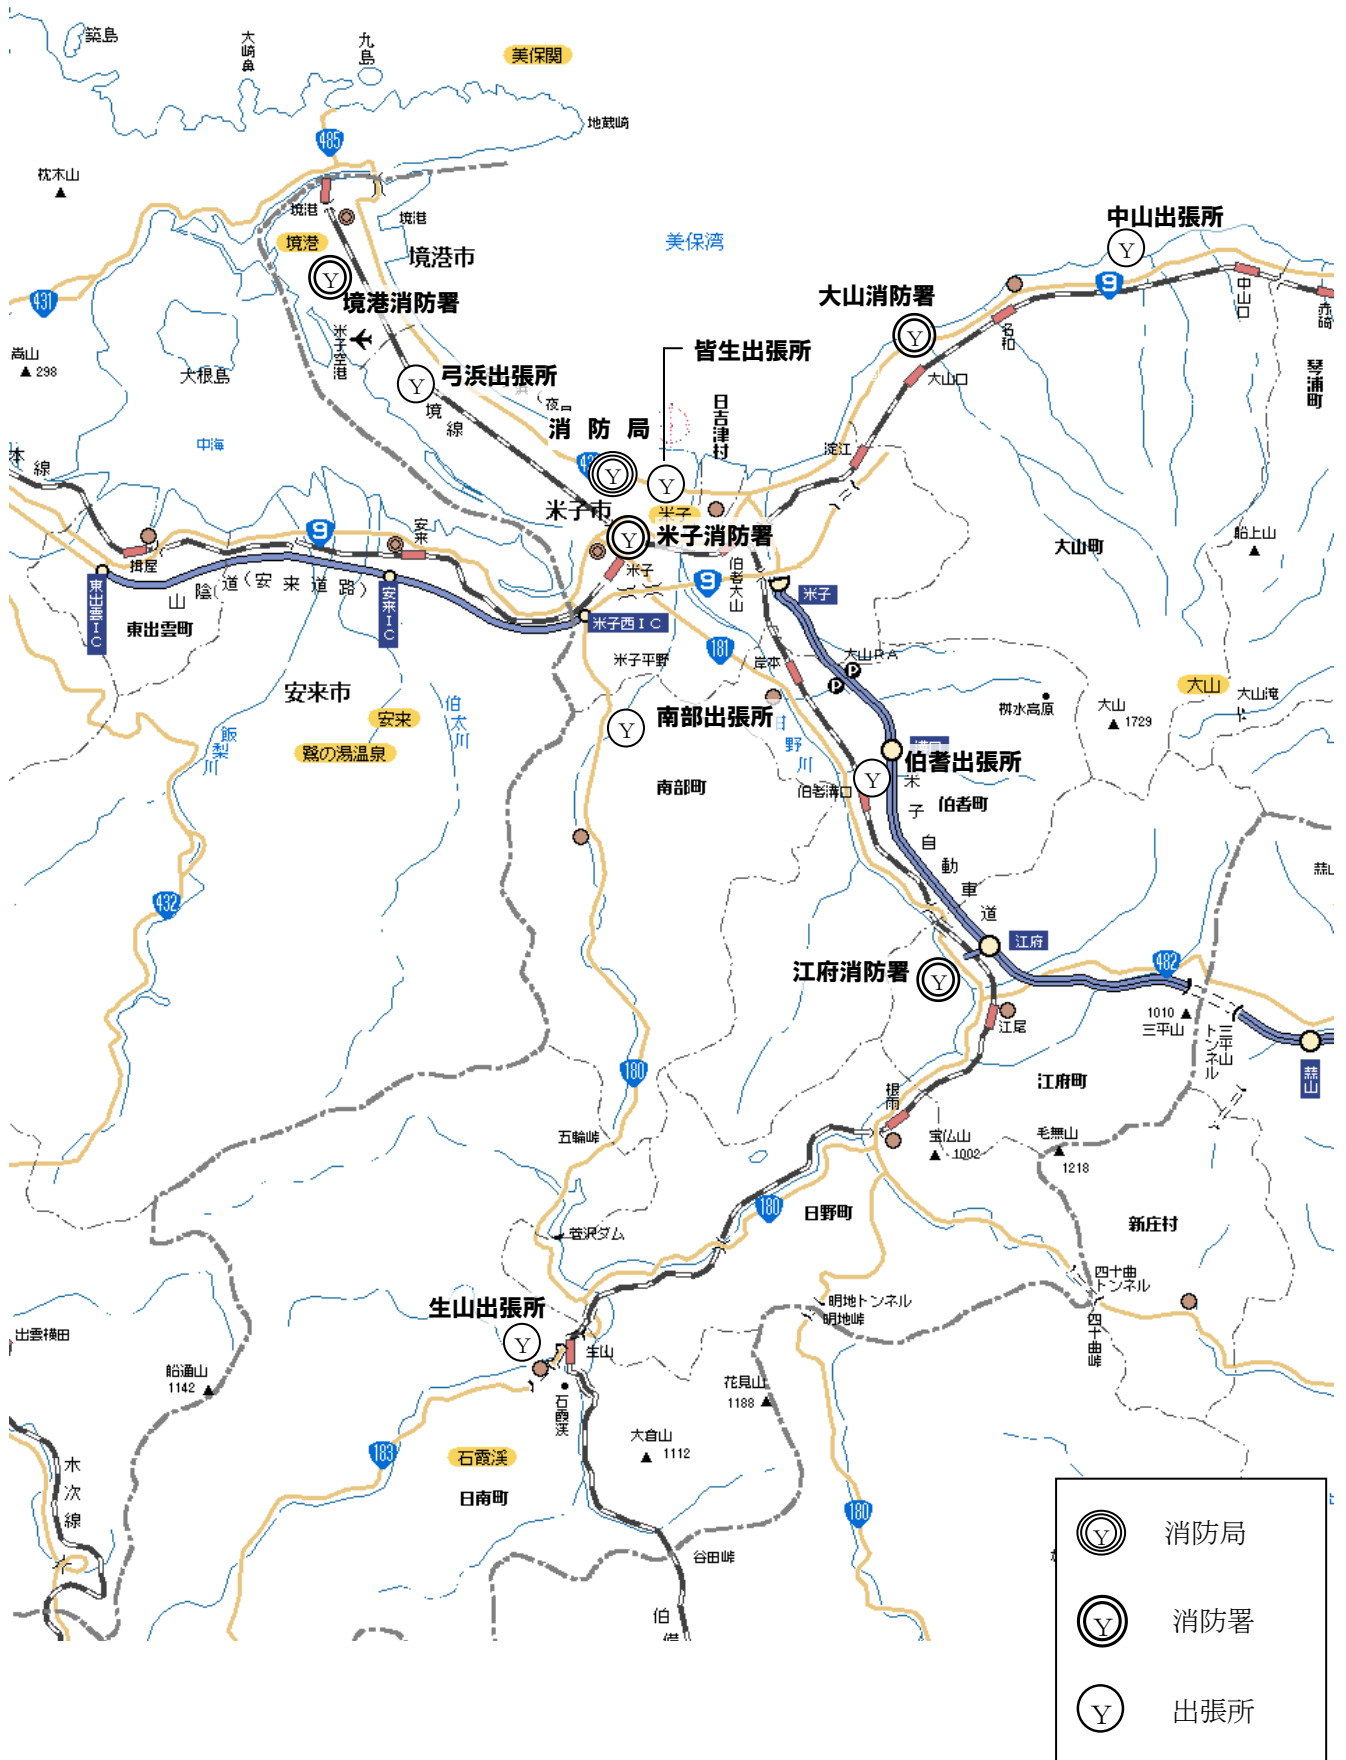 築島
大崎鼻
九島
美保関
地蔵崎
485
枕木山
境港
境港
境港
境港市
境港消防署
美保湾
中山出張所
9
中山口
赤碕
大山消防署
名和
大山口
琴浦町
431
嵩山
298
大根島
米子空港
皆生出張所
弓浜出張所
境線
日吉津村
消防局
淀江
中海
本線
米子市
米子
米子消防署
大山町
船上山
9
安来
揖屋
東出雲IC
山陰道(安来道路)
安来IC
東出雲町
米子
9
伯耆大山
米子
米子西IC
181
米子平野
岸本
大山PA
P
P
安来市
安来
伯太川
飯梨川
鷺の湯温泉
南部出張所
日野川
南部町
桝水高原
大山
1729
大山
大山滝
伯耆出張所
伯耆溝口
伯耆町
米子自動車道
432
江府
江府消防署
482
1010
三平山
三平山トンネル
江尾
蒜山
180
江府町
根雨
宝仏山
1002
毛無山
1218
五輪峠
180
日野町
新庄村
菅沢ダム
四十曲トンネル
四十曲峠
明地トンネル
明地峠
生山出張所
生山
出雲横田
船通山
1142
石霞渓
花見山
1188
大倉山
1112
183
石霞渓
日南町
木次線
180
谷田峠
伯備
消防局
消防署
出張所